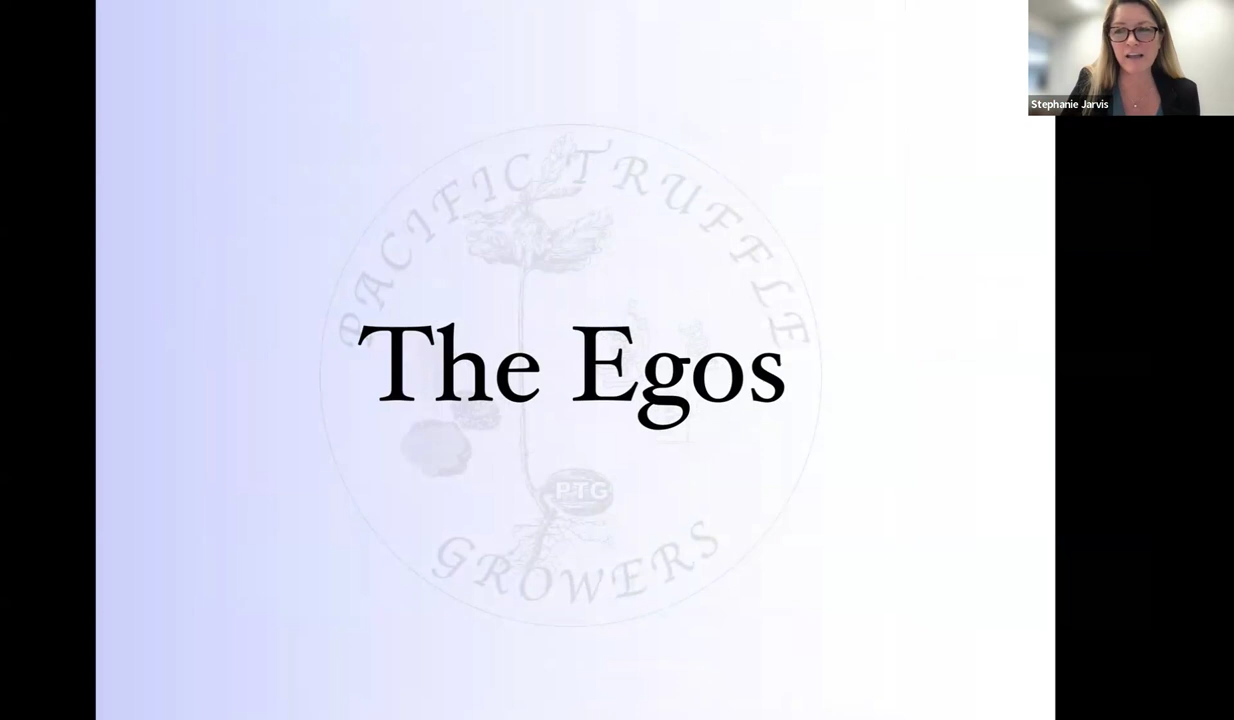 PACIFIC TRUFFLE
The Egos
PTG
GROWERS
Stephanie Jarvis